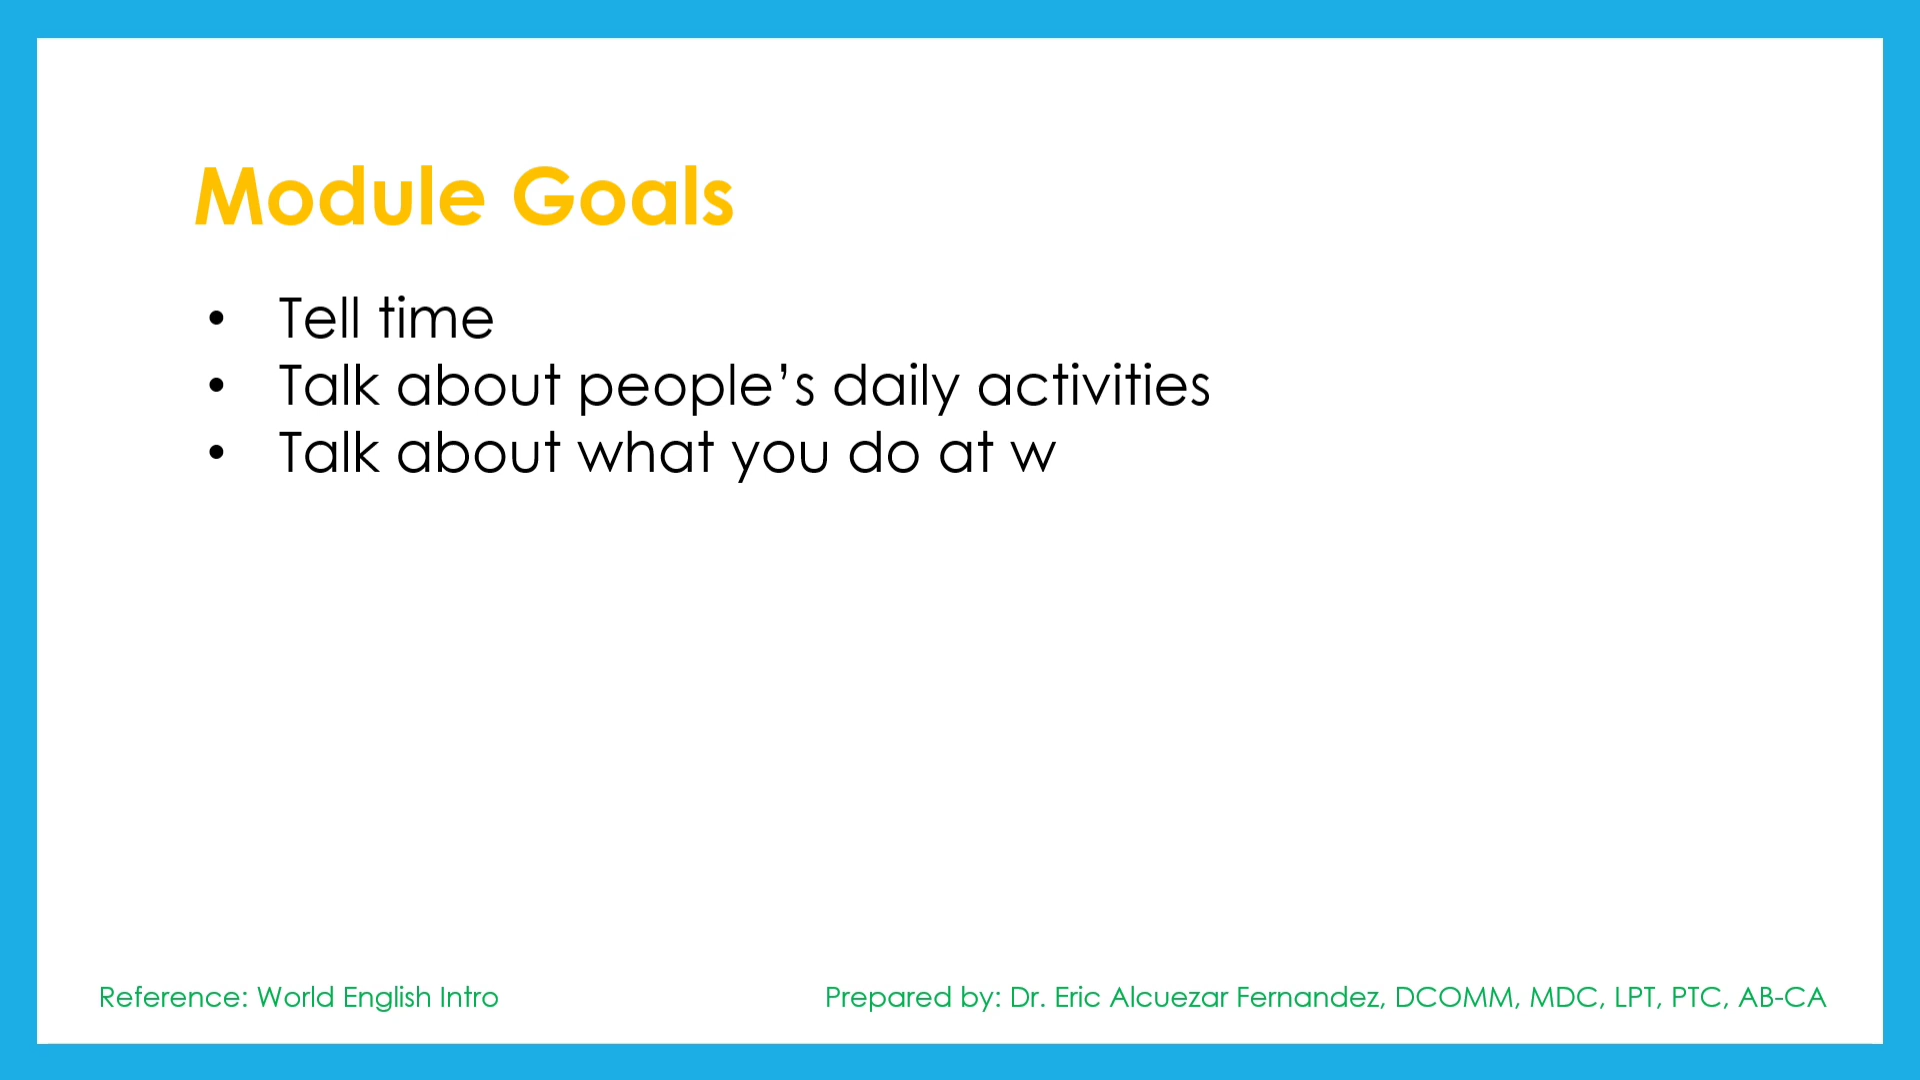 Module Goals
• Tell time
• Talk about people’s daily activities
• Talk about what you do at w
Reference: World English Intro
Prepared by: Dr. Eric Alcuezar Fernandez, DCOMM, MDC, LPT, PTC, AB-CA